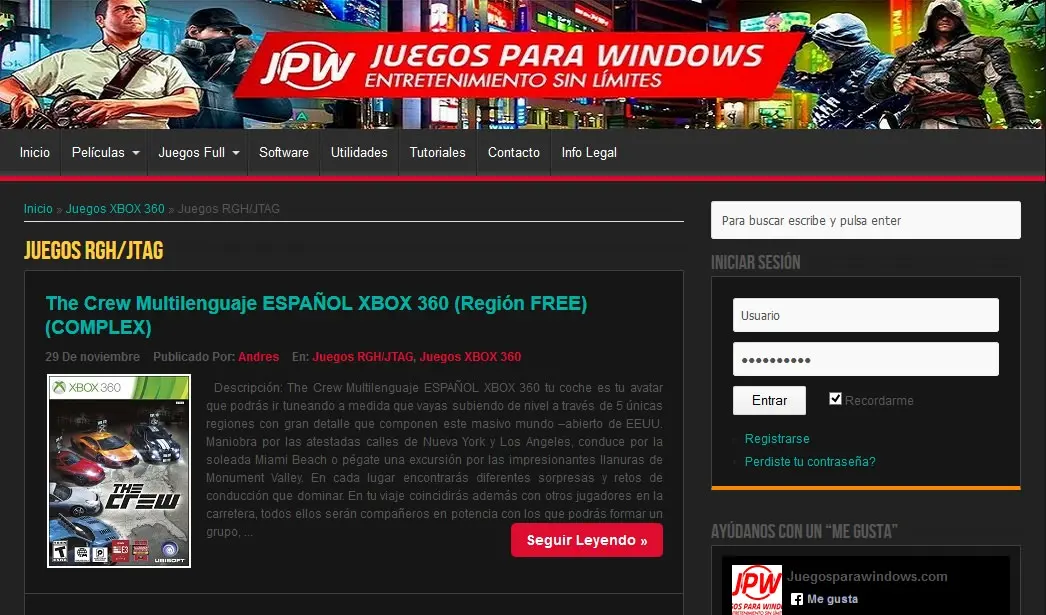 JPW JUEGOS PARA WINDOWS
ENTRETENIMIENTO SIN LÍMITES
Inicio Películas Juegos Full Software Utilidades Tutoriales Contacto Info Legal
Inicio » Juegos XBOX 360 » Juegos RGH/JTAG
JUEGOS RGH/JTAG
The Crew Multilenguaje ESPAÑOL XBOX 360 (Región FREE)
(COMPLEX)
29 De noviembre Publicado Por: Andres En: Juegos RGH/JTAG, Juegos XBOX 360
XBOX 360
THE
CREW
T
E3
UBISOFT
Descripción: The Crew Multilenguaje ESPAÑOL XBOX 360 tu coche es tu avatar
que podrás ir tuneando a medida que vayas subiendo de nivel a través de 5 únicas
regiones con gran detalle que componen este masivo mundo –abierto de EEUU.
Maniobra por las atestadas calles de Nueva York y Los Angeles, conduce por la
soleada Miami Beach o pégate una excursión por las impresionantes llanuras de
Monument Valley. En cada lugar encontrarás diferentes sorpresas y retos de
conducción que dominar. En tu viaje coincidirás además con otros jugadores en la
carretera, todos ellos serán compañeros en potencia con los que podrás formar un
grupo, ...
Seguir Leyendo »
Para buscar escribe y pulsa enter
INICIAR SESIÓN
Usuario
••••••••••
Entrar Recordarme
Registrarse
Perdiste tu contraseña?
AYÚDANOS CON UN “ME GUSTA”
JPW
JUEGOS PARA WINDOWS
Juegosparawindows.com
Me gusta